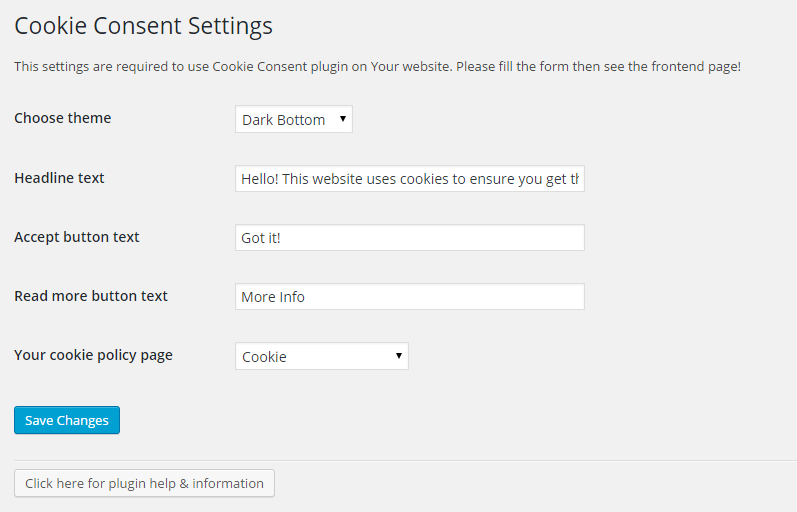 Cookie Consent Settings
This settings are required to use Cookie Consent plugin on Your website. Please fill the form then see the frontend page!
Choose theme Dark Bottom
Headline text Hello! This website uses cookies to ensure you get
Accept button text Got it!
Read more button text More Info
Your cookie policy page Cookie
Save Changes
Click here for plugin help & information